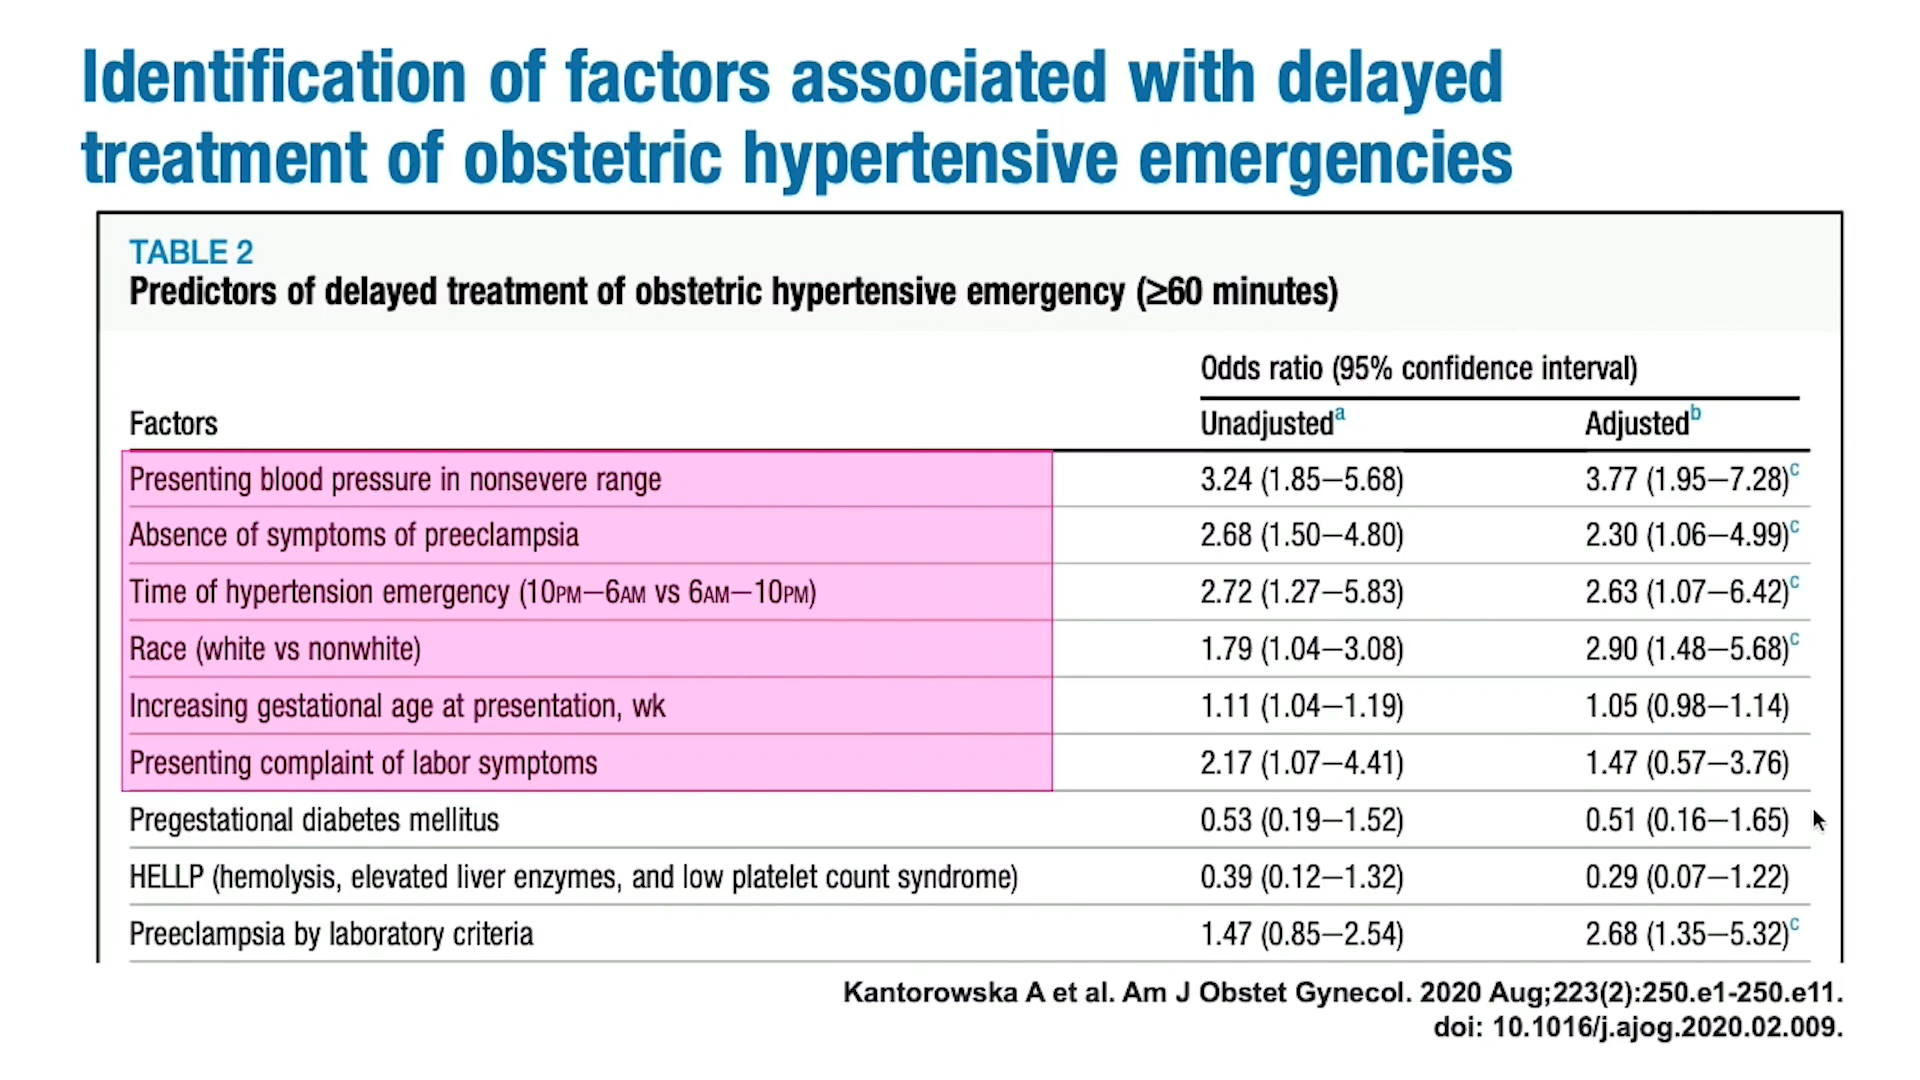 Identification of factors associated with delayed
treatment of obstetric hypertensive emergencies
TABLE 2
Predictors of delayed treatment of obstetric hypertensive emergency (≥60 minutes)
Odds ratio (95% confidence interval)
Factors Unadjustedᵃ Adjustedᵇ
Presenting blood pressure in nonsevere range 3.24 (1.85–5.68) 3.77 (1.95–7.28)ᶜ
Absence of symptoms of preeclampsia 2.68 (1.50–4.80) 2.30 (1.06–4.99)ᶜ
Time of hypertension emergency (10PM–6AM vs 6AM–10PM) 2.72 (1.27–5.83) 2.63 (1.07–6.42)ᶜ
Race (white vs nonwhite) 1.79 (1.04–3.08) 2.90 (1.48–5.68)ᶜ
Increasing gestational age at presentation, wk 1.11 (1.04–1.19) 1.05 (0.98–1.14)
Presenting complaint of labor symptoms 2.17 (1.07–4.41) 1.47 (0.57–3.76)
Pregestational diabetes mellitus 0.53 (0.19–1.52) 0.51 (0.16–1.65)
HELLP (hemolysis, elevated liver enzymes, and low platelet count syndrome) 0.39 (0.12–1.32) 0.29 (0.07–1.22)
Preeclampsia by laboratory criteria 1.47 (0.85–2.54) 2.68 (1.35–5.32)ᶜ
Kantorowska A et al. Am J Obstet Gynecol. 2020 Aug;223(2):250.e1-250.e11.
doi: 10.1016/j.ajog.2020.02.009.